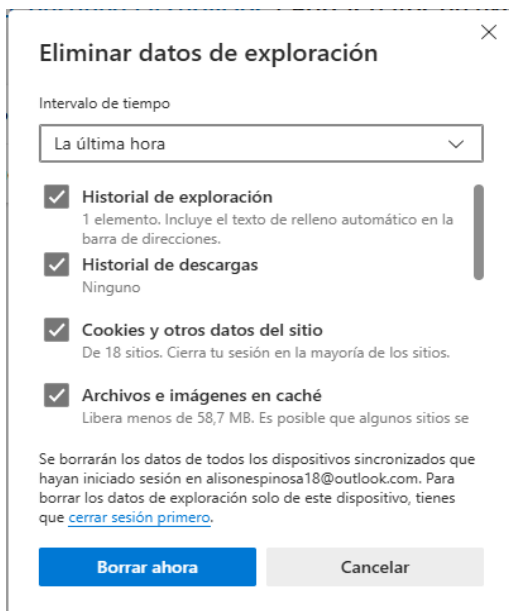 Eliminar datos de exploración
Intervalo de tiempo
La última hora
Historial de exploración
1 elemento. Incluye el texto de relleno automático en la
barra de direcciones.
Historial de descargas
Ninguno
Cookies y otros datos del sitio
De 18 sitios. Cierra tu sesión en la mayoría de los sitios.
Archivos e imágenes en caché
Libera menos de 58,7 MB. Es posible que algunos sitios se
Se borrarán los datos de todos los dispositivos sincronizados que
hayan iniciado sesión en alisonespinosa18@outlook.com. Para
borrar los datos de exploración solo de este dispositivo, tienes
que cerrar sesión primero.
Borrar ahora
Cancelar